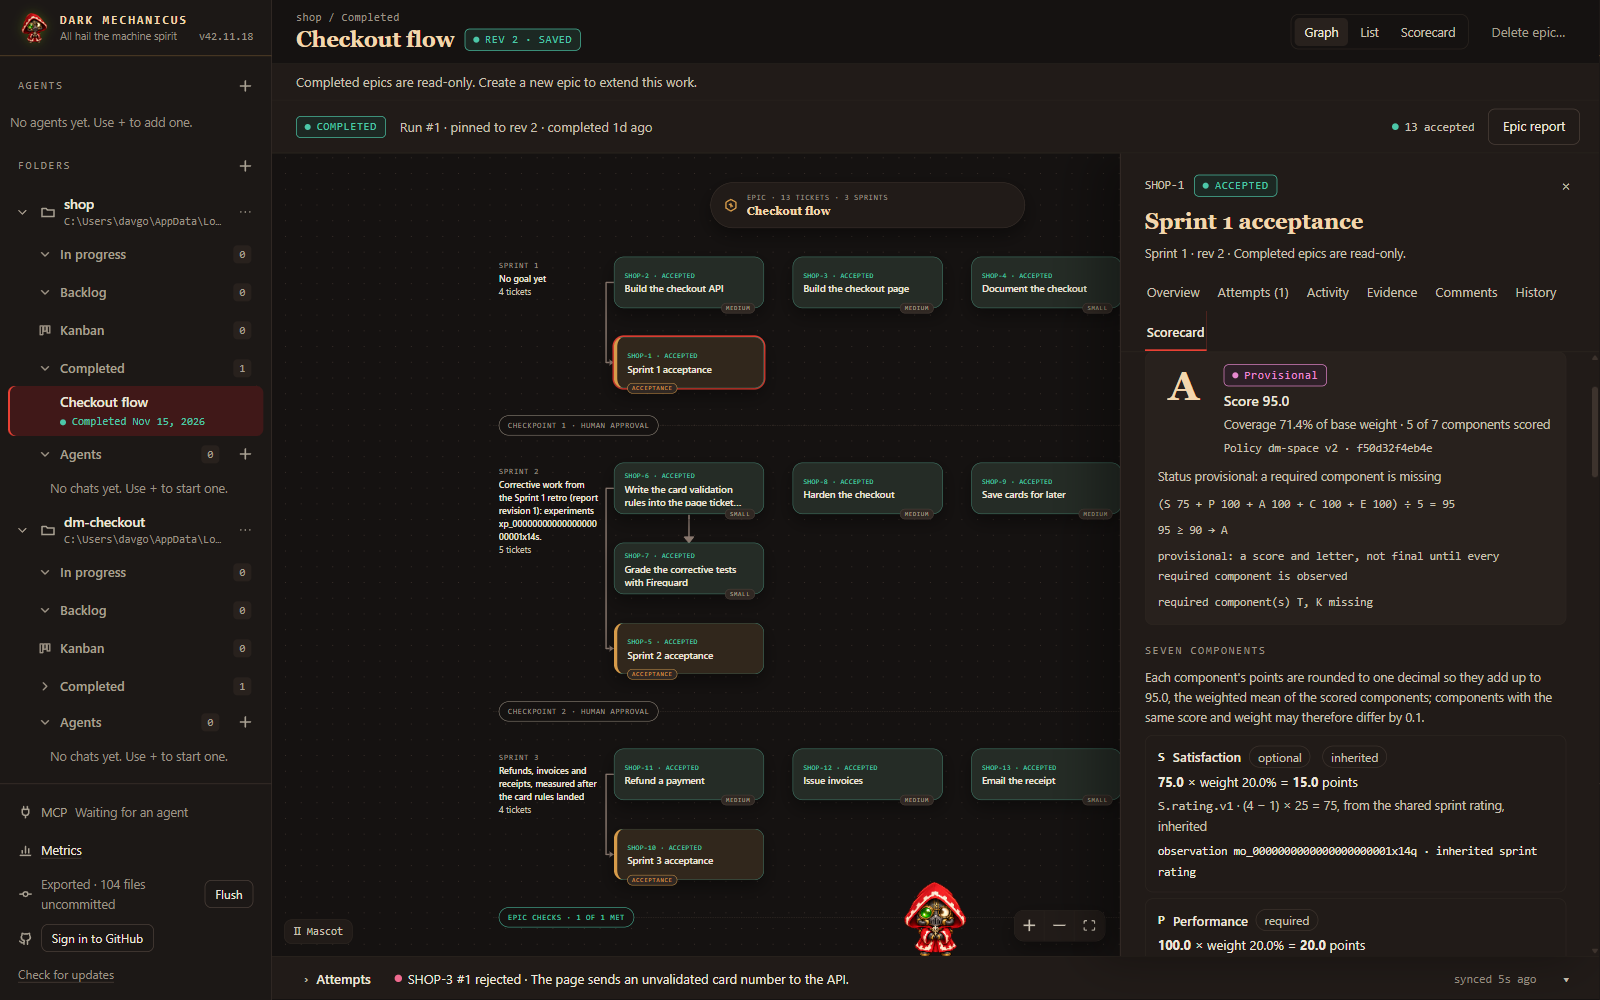 DARK MECHANICUS
All hail the machine spirit v42.11.18
AGENTS
No agents yet. Use + to add one.
FOLDERS
shop
C:\Users\davgo\AppData\Lo…
In progress 0
Backlog 0
Kanban 0
Completed 1
Checkout flow
Completed Nov 15, 2026
Agents 0
No chats yet. Use + to start one.
dm-checkout
C:\Users\davgo\AppData\Lo…
In progress 0
Backlog 0
Kanban 0
Completed 1
Agents 0
No chats yet. Use + to start one.
MCP Waiting for an agent
Metrics
Exported · 104 files
uncommitted
Flush
Sign in to GitHub
Check for updates
shop / Completed
Checkout flow
REV 2 · SAVED
Graph List Scorecard
Delete epic…
Completed epics are read-only. Create a new epic to extend this work.
COMPLETED
Run #1 · pinned to rev 2 · completed 1d ago
13 accepted
Epic report
EPIC · 13 TICKETS · 3 SPRINTS
Checkout flow
SPRINT 1
No goal yet
4 tickets
SHOP-2 · ACCEPTED
Build the checkout API
MEDIUM
SHOP-3 · ACCEPTED
Build the checkout page
MEDIUM
SHOP-4 · ACCEPTED
Document the checkout
SMALL
SHOP-1 · ACCEPTED
Sprint 1 acceptance
ACCEPTANCE
CHECKPOINT 1 · HUMAN APPROVAL
SPRINT 2
Corrective work from
the Sprint 1 retro (report
revision 1): experiments
xp_00000000000000000
00001x14s.
5 tickets
SHOP-6 · ACCEPTED
Write the card validation
rules into the page ticket…
SMALL
SHOP-8 · ACCEPTED
Harden the checkout
MEDIUM
SHOP-9 · ACCEPTED
Save cards for later
MEDIUM
SHOP-7 · ACCEPTED
Grade the corrective tests
with Fireguard
SMALL
SHOP-5 · ACCEPTED
Sprint 2 acceptance
ACCEPTANCE
CHECKPOINT 2 · HUMAN APPROVAL
SPRINT 3
Refunds, invoices and
receipts, measured after
the card rules landed
4 tickets
SHOP-11 · ACCEPTED
Refund a payment
MEDIUM
SHOP-12 · ACCEPTED
Issue invoices
MEDIUM
SHOP-13 · ACCEPTED
Email the receipt
SMALL
SHOP-10 · ACCEPTED
Sprint 3 acceptance
ACCEPTANCE
EPIC CHECKS · 1 OF 1 MET
Mascot
SHOP-1 ACCEPTED
Sprint 1 acceptance
Sprint 1 · rev 2 · Completed epics are read-only.
Overview Attempts (1) Activity Evidence Comments History
Scorecard
A
Provisional
Score 95.0
Coverage 71.4% of base weight · 5 of 7 components scored
Policy dm-space v2 · f50d32f4eb4e
Status provisional: a required component is missing
(S 75 + P 100 + A 100 + C 100 + E 100) ÷ 5 = 95
95 ≥ 90 → A
provisional: a score and letter, not final until every
required component is observed
required component(s) T, K missing
SEVEN COMPONENTS
Each component's points are rounded to one decimal so they add up to
95.0, the weighted mean of the scored components; components with the
same score and weight may therefore differ by 0.1.
S Satisfaction optional inherited
75.0 × weight 20.0% = 15.0 points
S.rating.v1 · (4 − 1) × 25 = 75, from the shared sprint rating,
inherited
observation mo_0000000000000000000001x14q · inherited sprint
rating
P Performance required
100.0 × weight 20.0% = 20.0 points
Attempts
SHOP-3 #1 rejected · The page sends an unvalidated card number to the API.
synced 5s ago